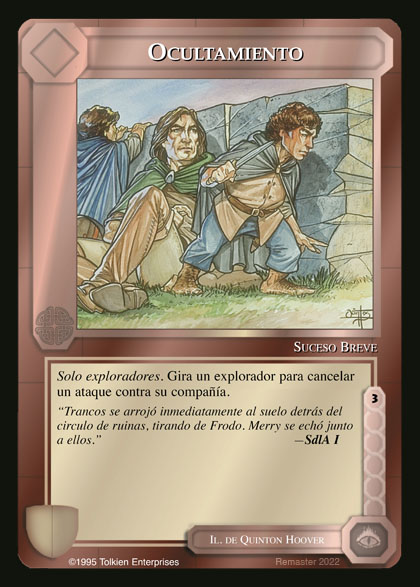 Ocultamiento
Suceso Breve
Solo exploradores. Gira un explorador para cancelar
un ataque contra su compañía.
3
“Trancos se arrojó inmediatamente al suelo detrás del
circulo de ruinas, tirando de Frodo. Merry se echó junto
a ellos.” —SdlA I
Il. de Quinton Hoover
©1995 Tolkien Enterprises
Remaster 2022